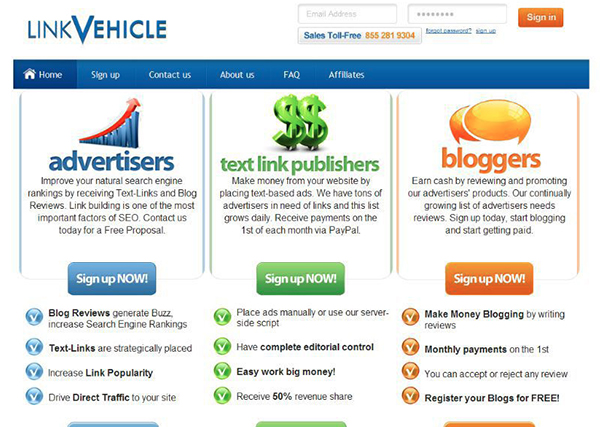 LINKVEHICLE
Email Address
Sign in
Sales Toll-Free 855 281 9304
forgot password? sign up
Home Sign up Contact us About us FAQ Affiliates
advertisers
Improve your natural search engine
rankings by receiving Text-Links and Blog
Reviews. Link building is one of the most
important factors of SEO. Contact us
today for a Free Proposal.
Sign up NOW!
Blog Reviews generate Buzz,
increase Search Engine Rankings
Text-Links are strategically placed
Increase Link Popularity
Drive Direct Traffic to your site
text link publishers
Make money from your website by
placing text-based ads. We have tons of
advertisers in need of links and this list
grows daily. Receive payments on the
1st of each month via PayPal.
Sign up NOW!
Place ads manually or use our server-
side script
Have complete editorial control
Easy work big money!
Receive 50% revenue share
bloggers
Earn cash by reviewing and promoting
our advertisers' products. Our continually
growing list of advertisers needs
reviews. Sign up today, start blogging
and start getting paid.
Sign up NOW!
Make Money Blogging by writing
reviews
Monthly payments on the 1st
You can accept or reject any review
Register your Blogs for FREE!